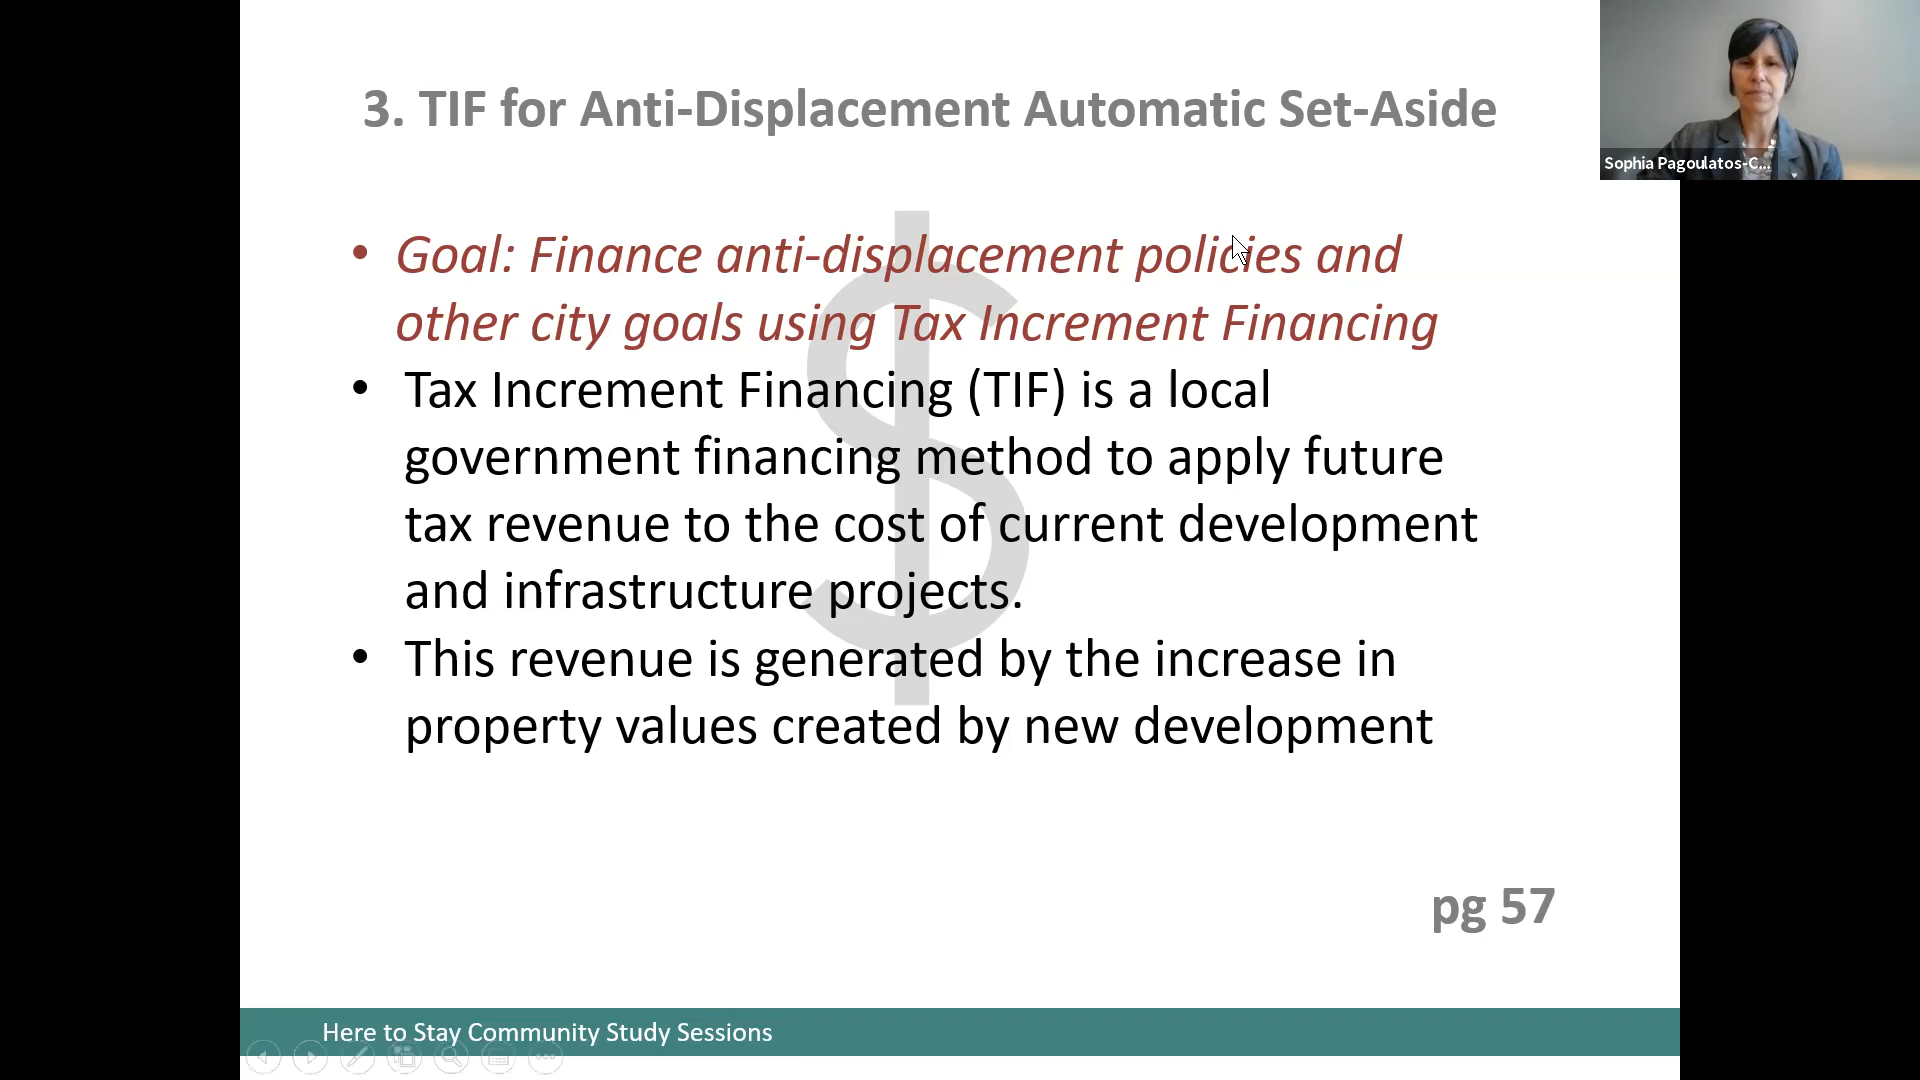 3. TIF for Anti-Displacement Automatic Set-Aside
Sophia Pagoulatos-C...
• Goal: Finance anti-displacement policies and
other city goals using Tax Increment Financing
• Tax Increment Financing (TIF) is a local
government financing method to apply future
tax revenue to the cost of current development
and infrastructure projects.
• This revenue is generated by the increase in
property values created by new development
pg 57
Here to Stay Community Study Sessions